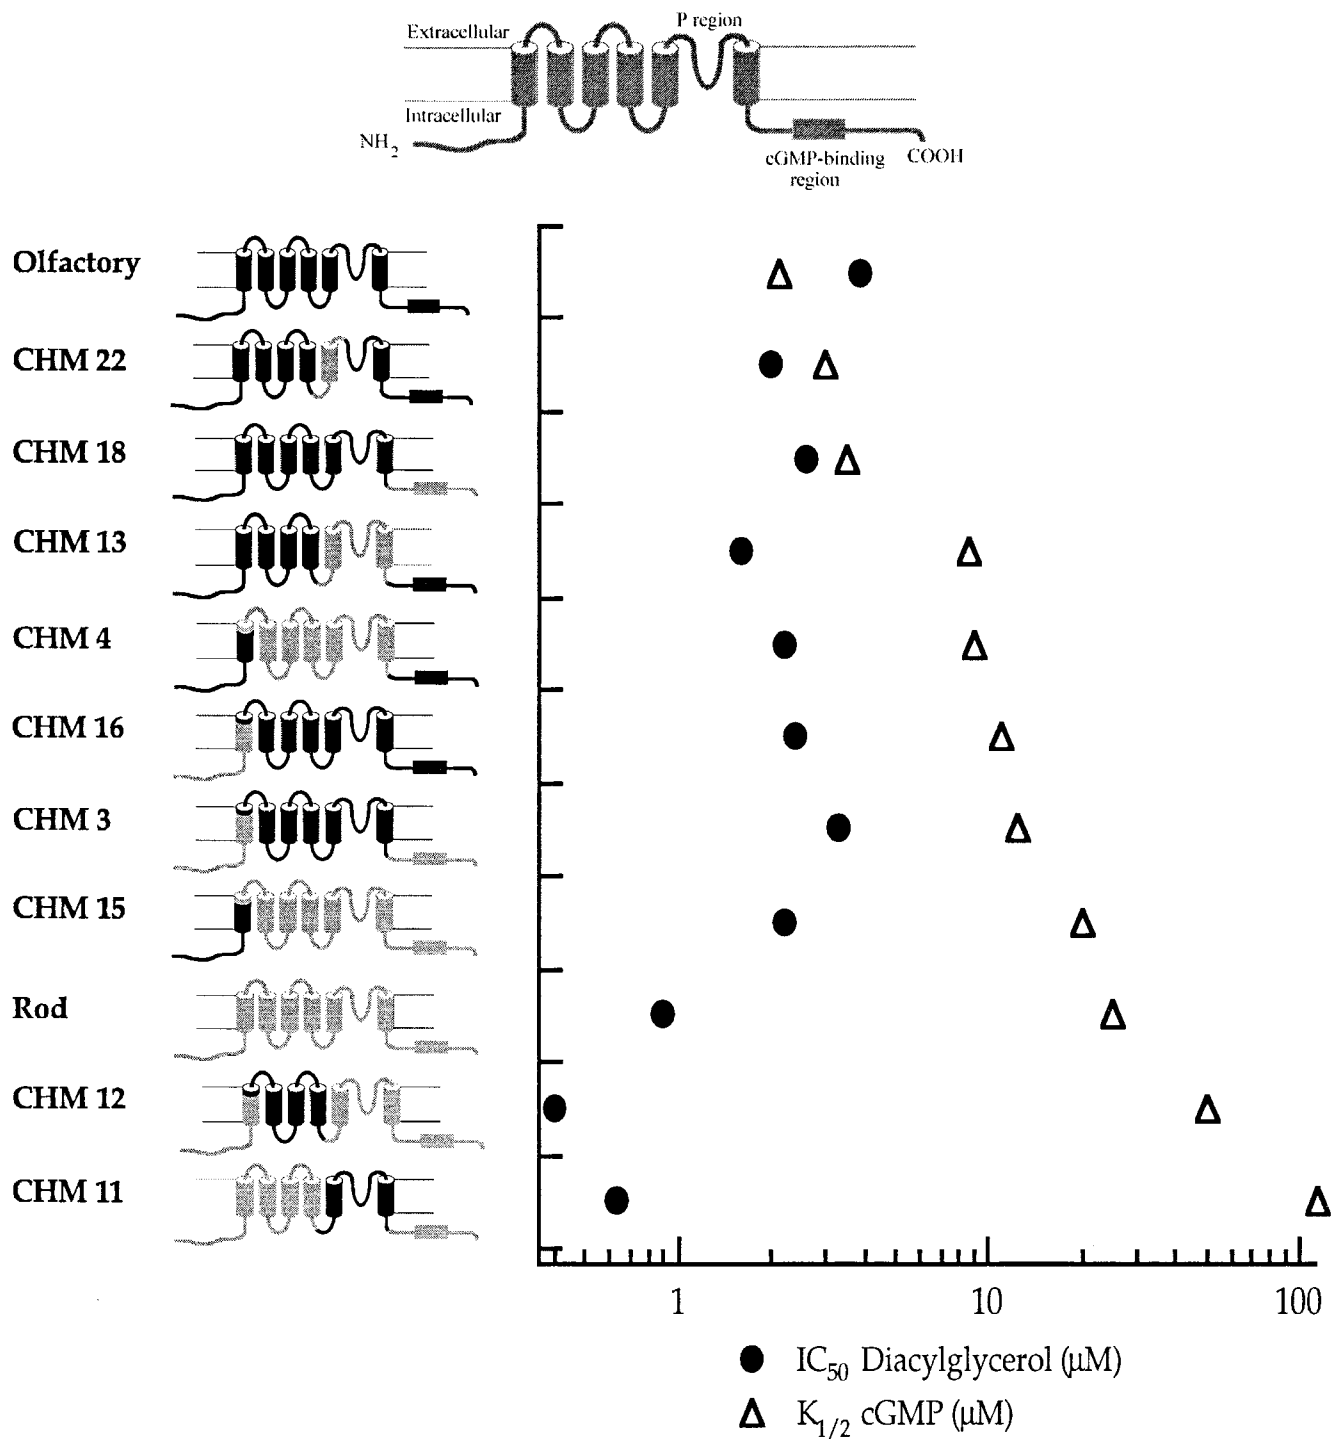 P region
Extracellular
Intracellular
NH2
cGMP-binding
region
COOH
Olfactory
CHM 22
CHM 18
CHM 13
CHM 4
CHM 16
CHM 3
CHM 15
Rod
CHM 12
CHM 11
1 10 100
IC50 Diacylglycerol (μM)
K1/2 cGMP (μM)